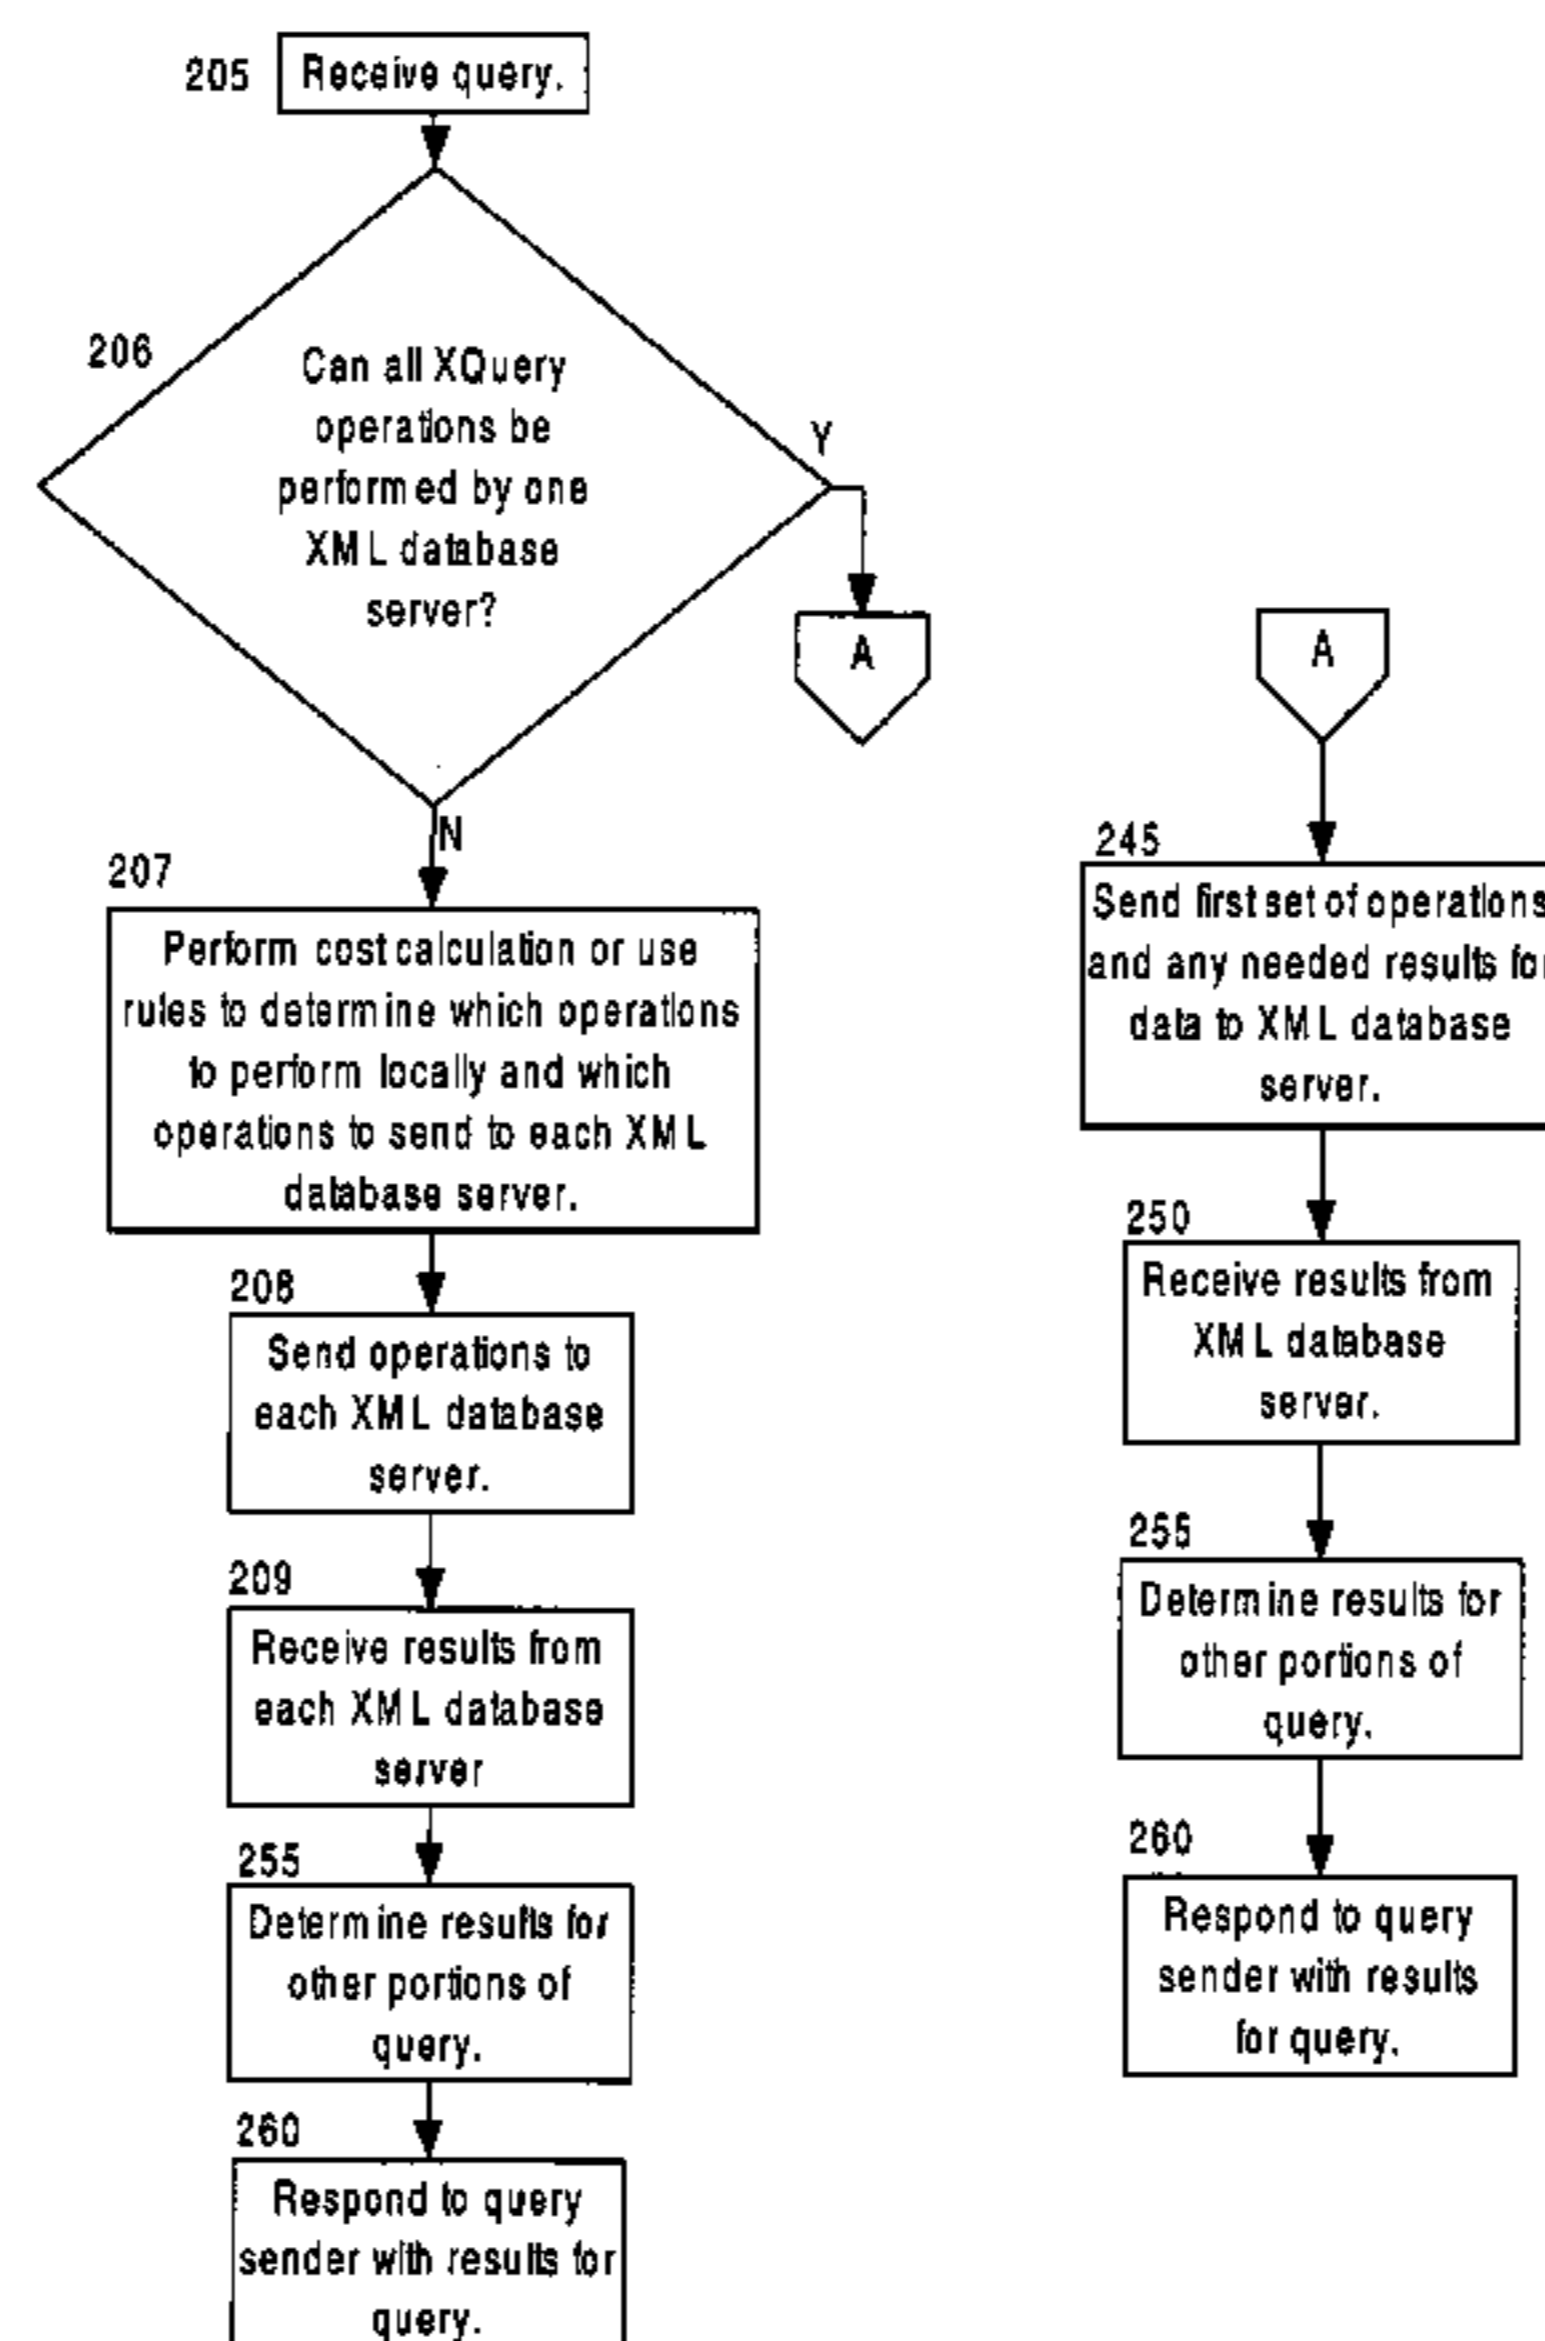 205
Receive query.
206
Can all XQuery
operations be
performed by one
XML database
server?
Y
A
N
207
Perform cost calculation or use
rules to determine which operations
to perform locally and which
operations to send to each XML
database server.
208
Send operations to
each XML database
server.
209
Receive results from
each XML database
server
255
Determine results for
other portions of
query.
260
Respond to query
sender with results for
query.
A
245
Send first set of operations
and any needed results for
data to XML database
server.
250
Receive results from
XML database
server.
255
Determine results for
other portions of
query.
260
Respond to query
sender with results
for query.